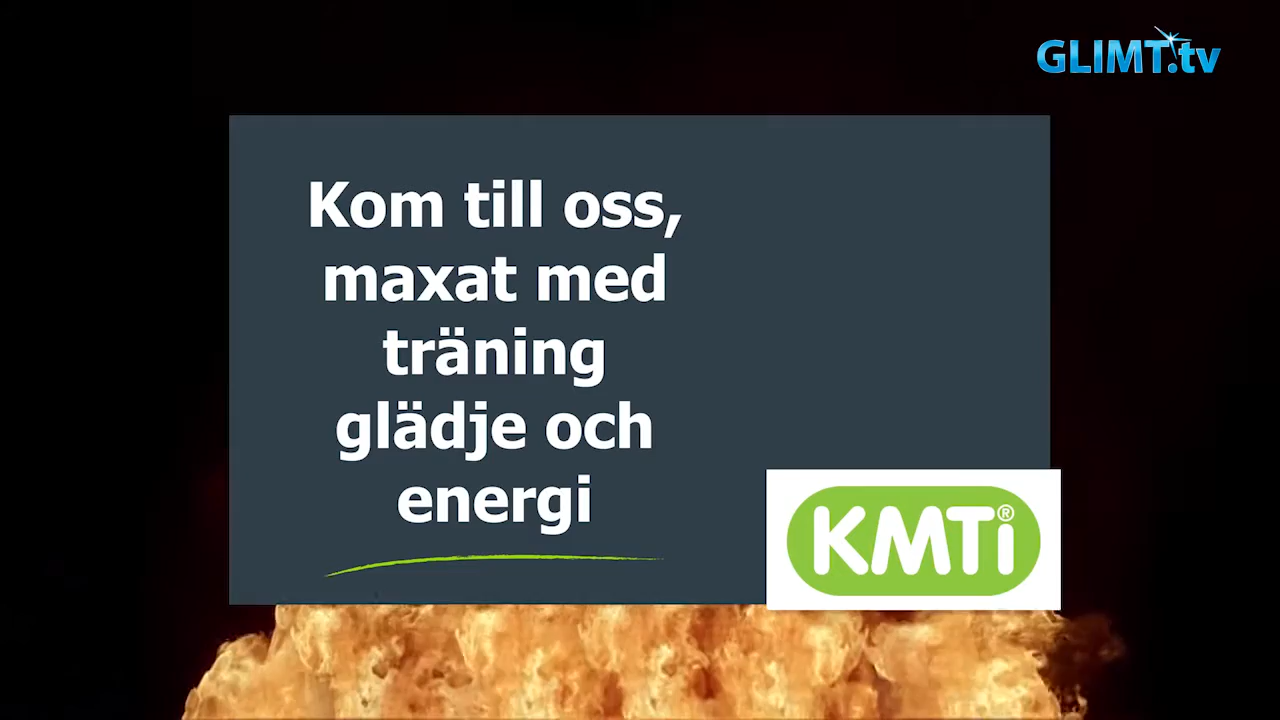 GLIMT.tv
Kom till oss,
maxat med
träning
glädje och
energi
KMTi®